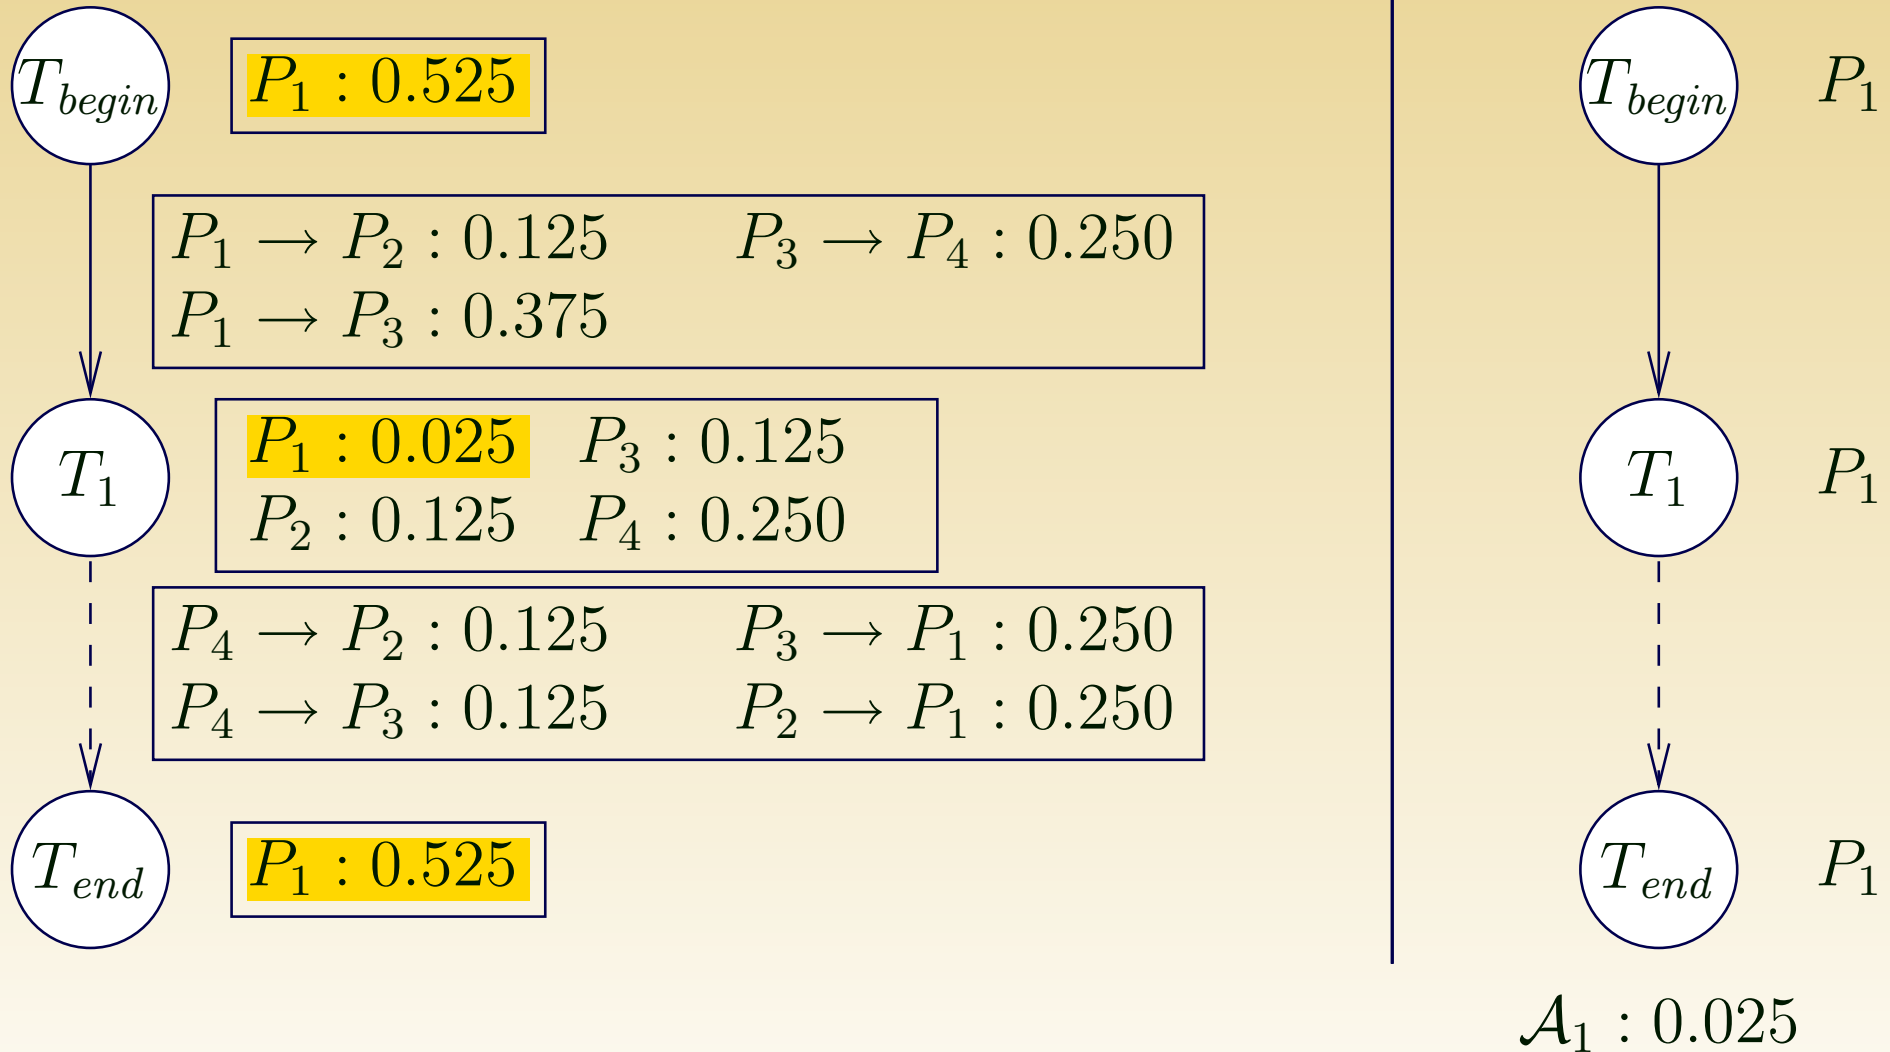 T_begin P_1 : 0.525
P_1 → P_2 : 0.125 P_3 → P_4 : 0.250
P_1 → P_3 : 0.375
T_1 P_1 : 0.025 P_3 : 0.125
P_2 : 0.125 P_4 : 0.250
P_4 → P_2 : 0.125 P_3 → P_1 : 0.250
P_4 → P_3 : 0.125 P_2 → P_1 : 0.250
T_end P_1 : 0.525
T_begin P_1
T_1 P_1
T_end P_1
𝒜_1 : 0.025